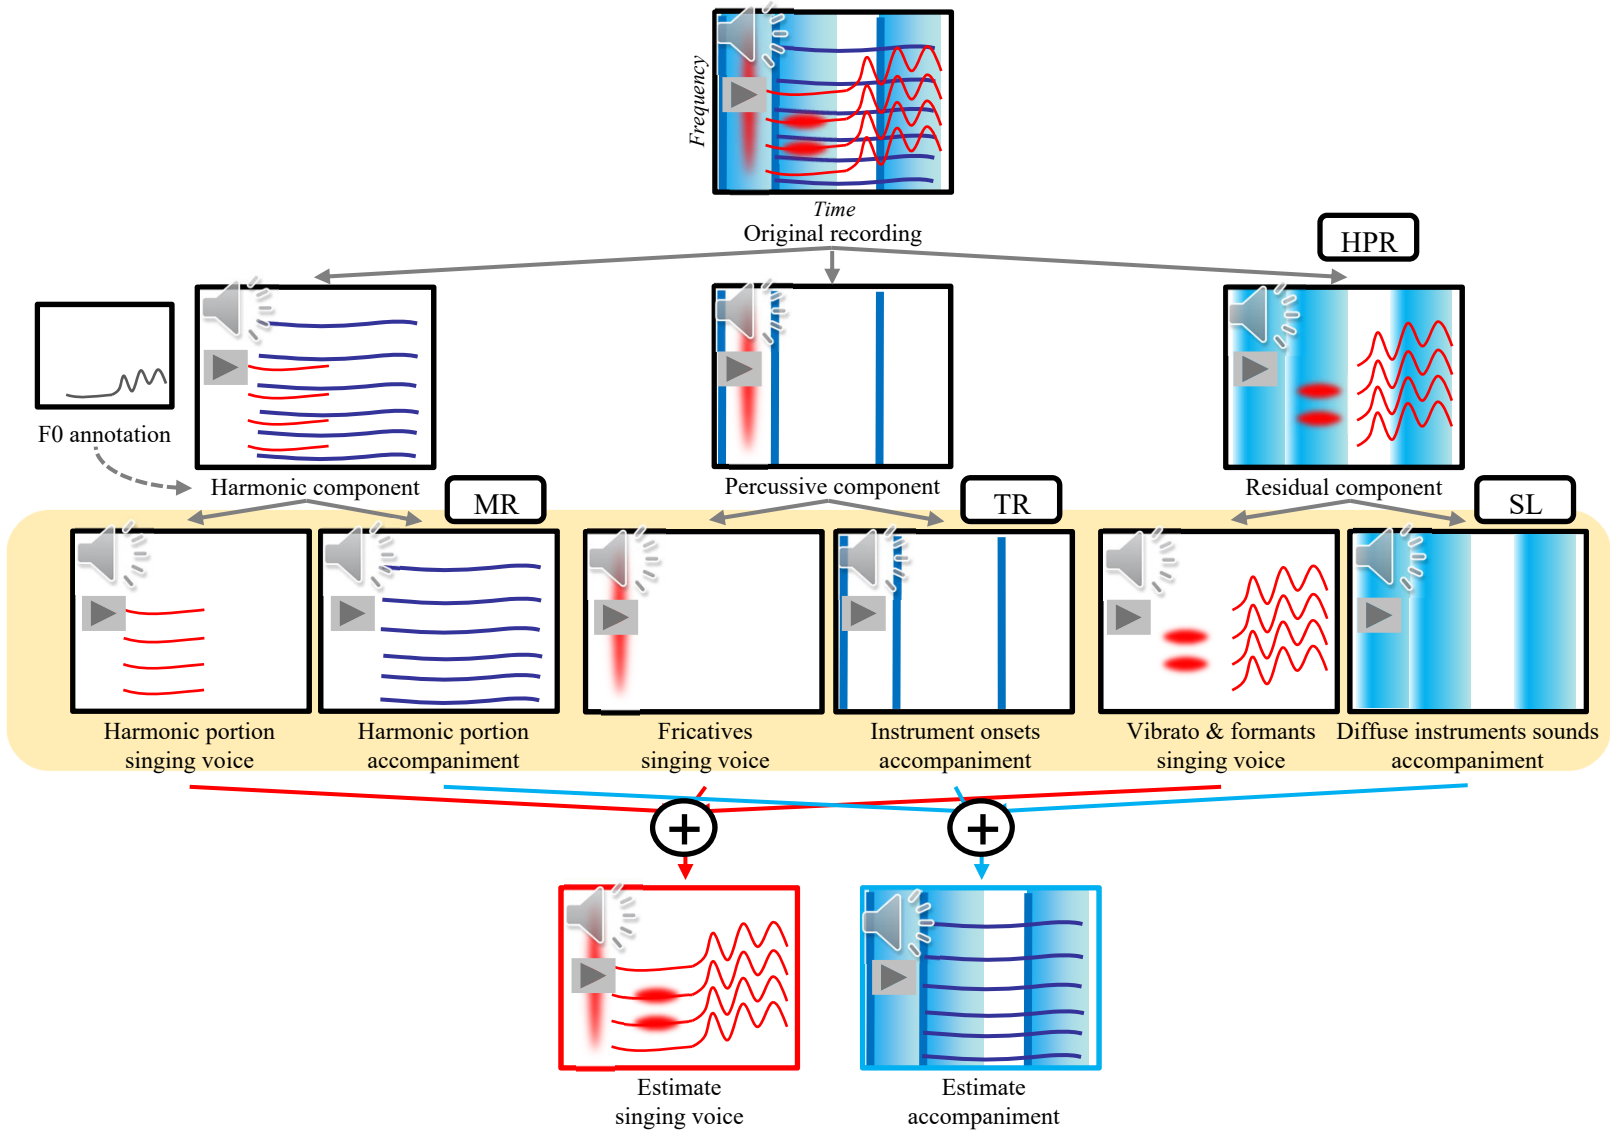 Frequency
Time
Original recording
HPR
F0 annotation
Harmonic component
MR
Percussive component
TR
Residual component
SL
Harmonic portion
singing voice
Harmonic portion
accompaniment
Fricatives
singing voice
Instrument onsets
accompaniment
Vibrato & formants
singing voice
Diffuse instruments sounds
accompaniment
+
+
Estimate
singing voice
Estimate
accompaniment